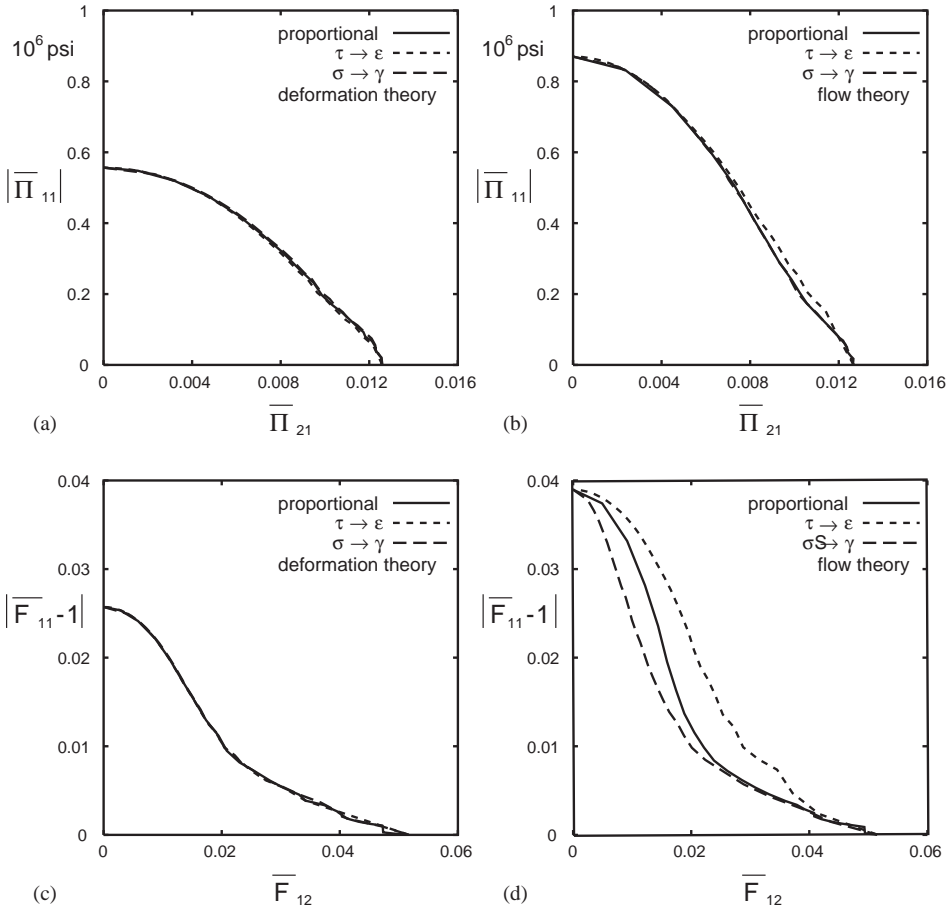 1
10⁶ psi
proportional
τ → ε
σ → γ
deformation theory
0.8
0.6
|Π̅ ₁₁|
0.4
0.2
0
0 0.004 0.008 0.012 0.016
(a)
Π̅ ₂₁
1
10⁶ psi
proportional
τ → ε
σ → γ
flow theory
0.8
0.6
|Π̅ ₁₁|
0.4
0.2
0
0 0.004 0.008 0.012 0.016
(b)
Π̅ ₂₁
0.04
proportional
τ → ε
σ → γ
deformation theory
0.03
|F̅ ₁₁-1|
0.02
0.01
0
0 0.02 0.04 0.06
(c)
F̅ ₁₂
0.04
proportional
τ → ε
σS→ γ
flow theory
0.03
|F̅ ₁₁-1|
0.02
0.01
0
0 0.02 0.04 0.06
(d)
F̅ ₁₂